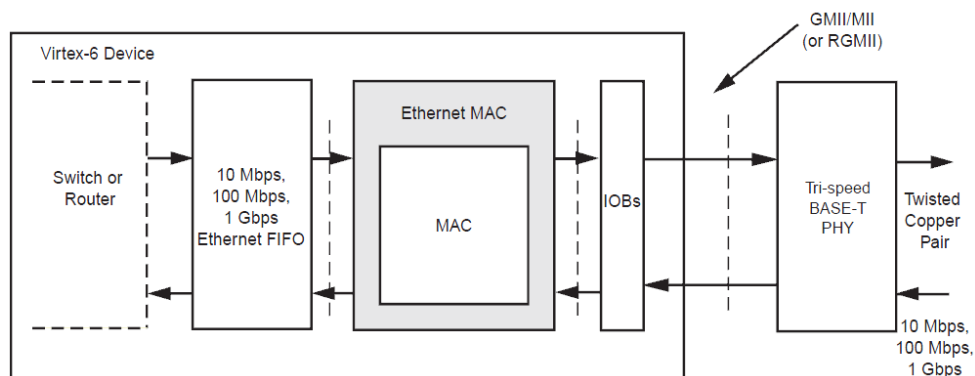 GMII/MII
(or RGMII)
Virtex-6 Device
Switch or
Router
10 Mbps,
100 Mbps,
1 Gbps
Ethernet FIFO
Ethernet MAC
MAC
IOBs
Tri-speed
BASE-T
PHY
Twisted
Copper
Pair
10 Mbps,
100 Mbps,
1 Gbps